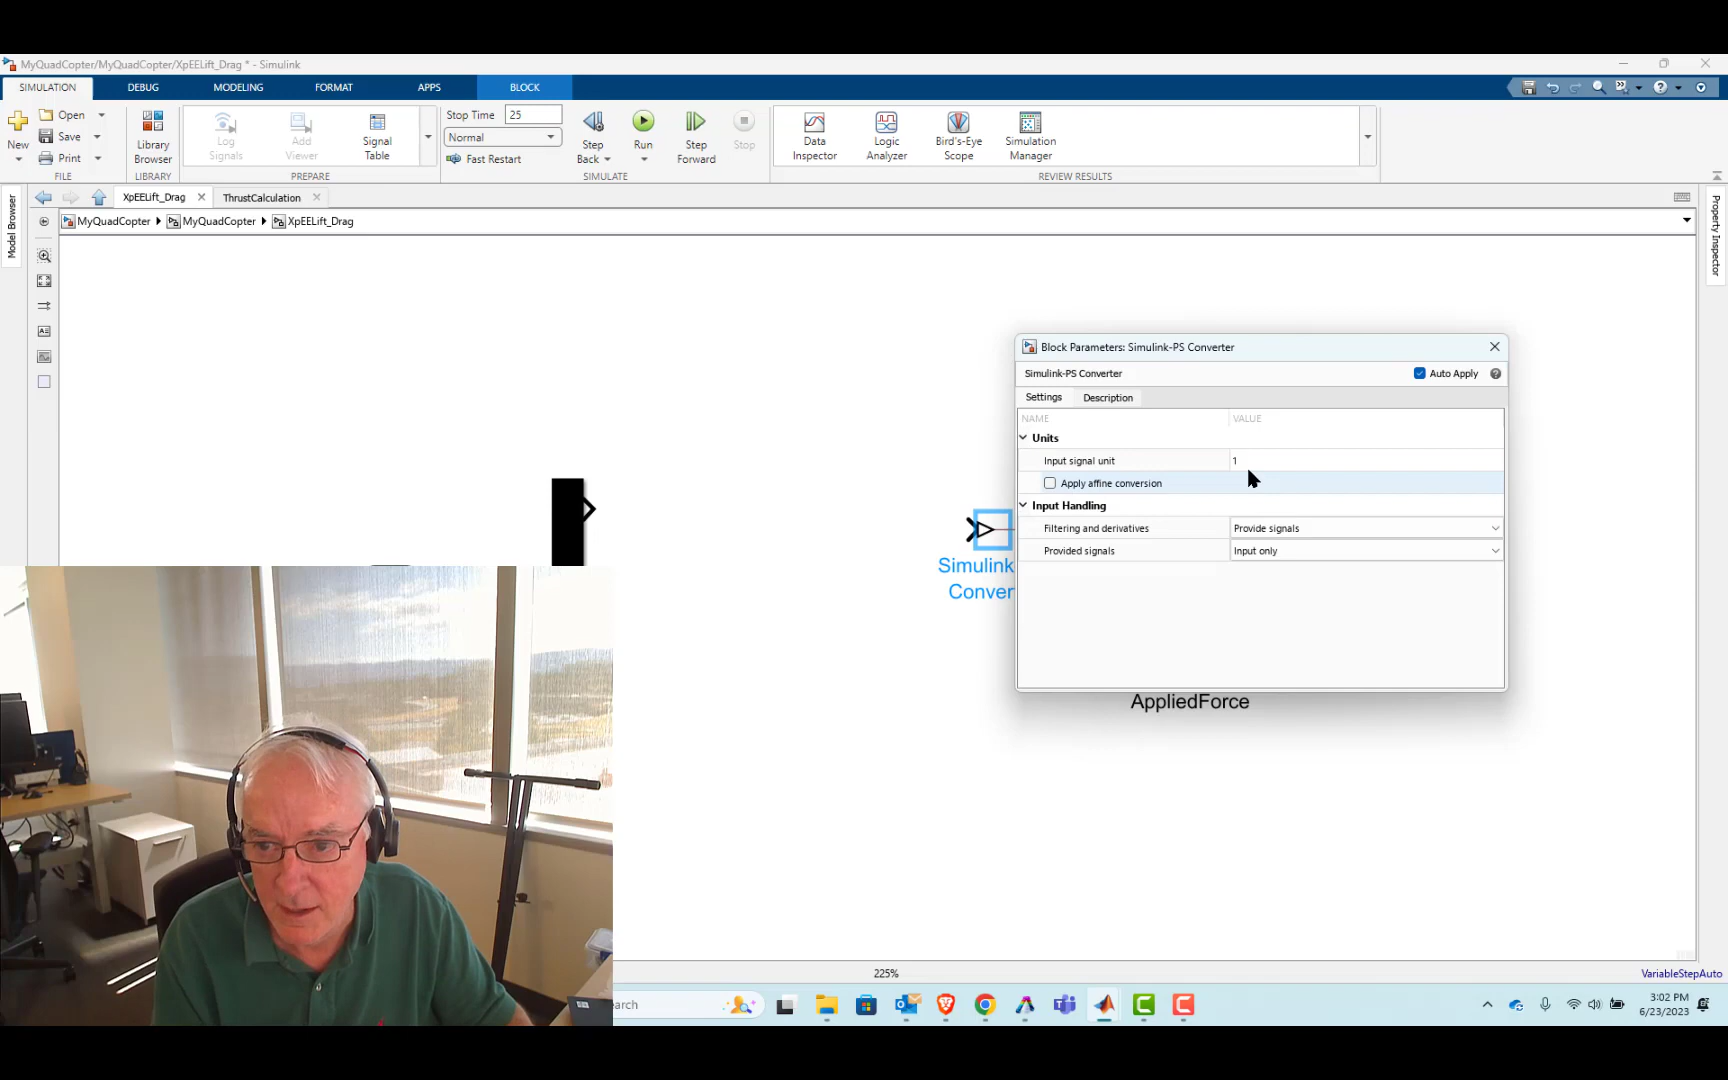 MyQuadCopter/MyQuadCopter/XpEELift_Drag * - Simulink
SIMULATION DEBUG MODELING FORMAT APPS BLOCK
New
Open
Save
Print
FILE
Library Browser
LIBRARY
Log Signals
Add Viewer
Signal Table
PREPARE
Stop Time 25
Normal
Fast Restart
Step Back
Run
Step Forward
Stop
SIMULATE
Data Inspector
Logic Analyzer
Bird's-Eye Scope
Simulation Manager
REVIEW RESULTS
Model Browser
XpEELift_Drag ThrustCalculation
MyQuadCopter MyQuadCopter XpEELift_Drag
Property Inspector
Block Parameters: Simulink-PS Converter
Simulink-PS Converter Auto Apply
Settings Description
NAME VALUE
Units
Input signal unit 1
Apply affine conversion
Input Handling
Filtering and derivatives Provide signals
Provided signals Input only
Simulink
Conver
AppliedForce
225% VariableStepAuto
earch
3:02 PM
6/23/2023